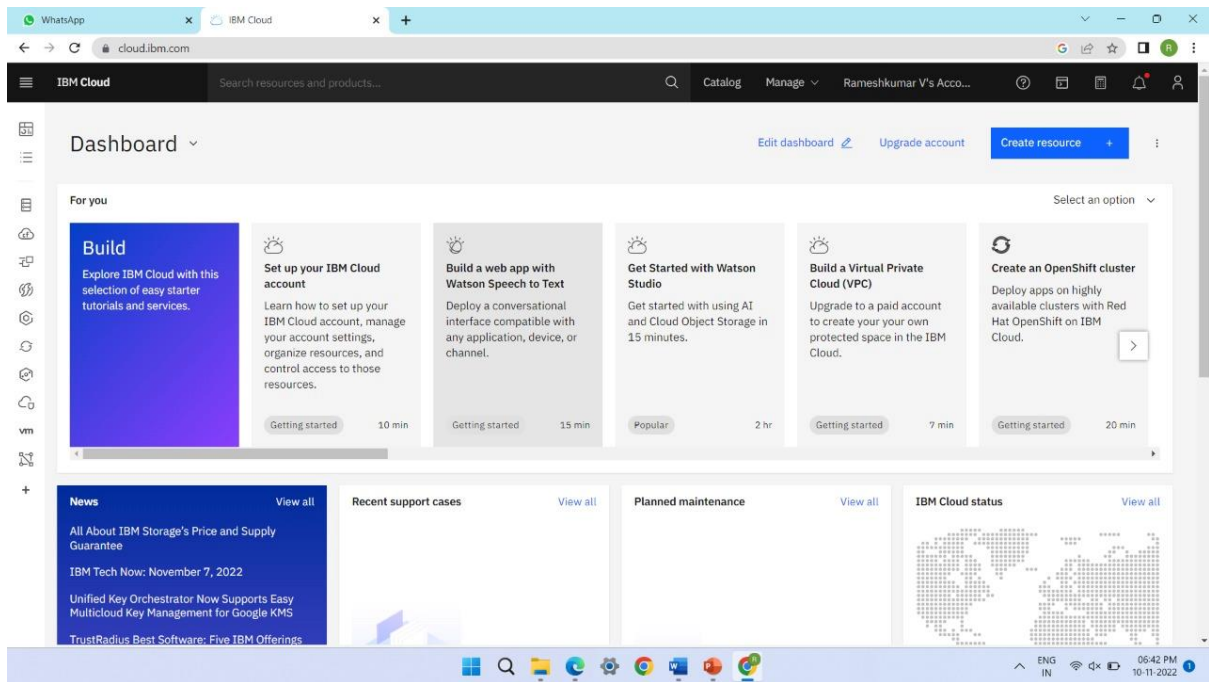 WhatsApp
IBM Cloud
cloud.ibm.com
IBM Cloud
Search resources and products...
Catalog
Manage
Rameshkumar V's Acco...
Dashboard
Edit dashboard
Upgrade account
Create resource +
For you
Select an option
Build
Explore IBM Cloud with this
selection of easy starter
tutorials and services.
Set up your IBM Cloud
account
Learn how to set up your
IBM Cloud account, manage
your account settings,
organize resources, and
control access to those
resources.
Getting started
10 min
Build a web app with
Watson Speech to Text
Deploy a conversational
interface compatible with
any application, device, or
channel.
Getting started
15 min
Get Started with Watson
Studio
Get started with using AI
and Cloud Object Storage in
15 minutes.
Popular
2 hr
Build a Virtual Private
Cloud (VPC)
Upgrade to a paid account
to create your your own
protected space in the IBM
Cloud.
Getting started
7 min
Create an OpenShift cluster
Deploy apps on highly
available clusters with Red
Hat OpenShift on IBM
Cloud.
Getting started
20 min
vm
News
View all
All About IBM Storage's Price and Supply
Guarantee
IBM Tech Now: November 7, 2022
Unified Key Orchestrator Now Supports Easy
Multicloud Key Management for Google KMS
TrustRadius Best Software: Five IBM Offerings
Recent support cases
View all
Planned maintenance
View all
IBM Cloud status
View all
ENG
IN
06:42 PM
10-11-2022
1